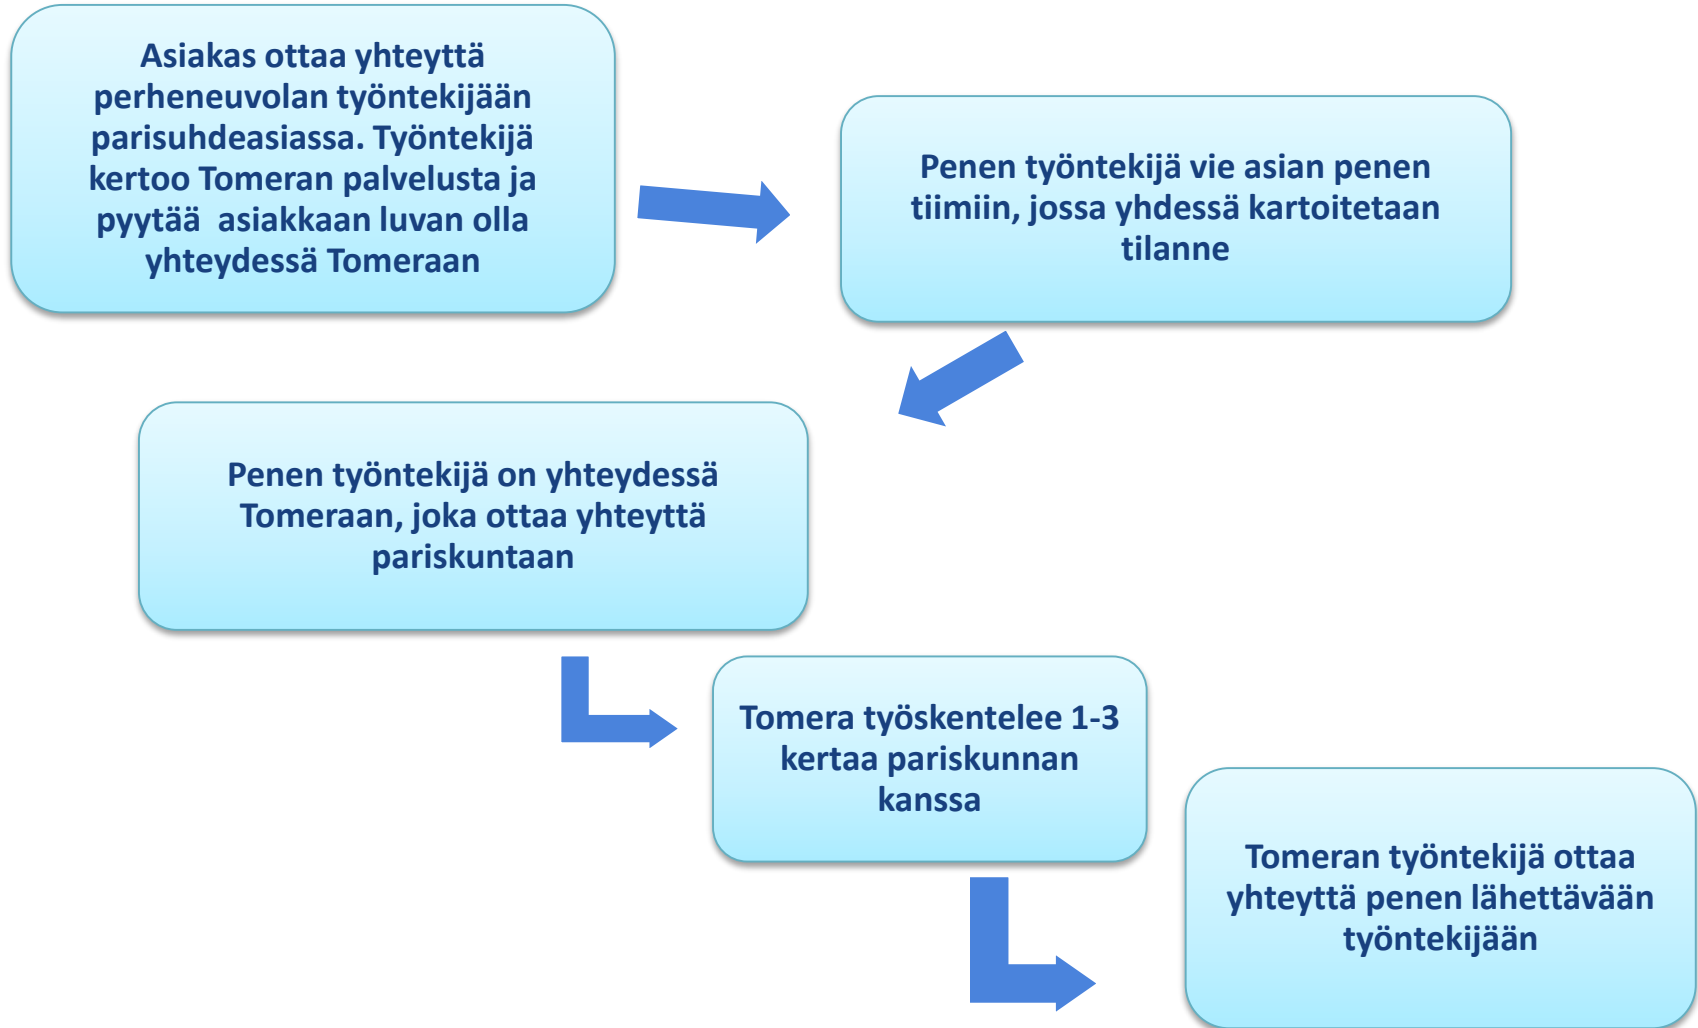 Asiakas ottaa yhteyttä
perheneuvolan työntekijään
parisuhdeasiassa. Työntekijä
kertoo Tomeran palvelusta ja
pyytää  asiakkaan luvan olla
yhteydessä Tomeraan
Penen työntekijä vie asian penen
tiimiin, jossa yhdessä kartoitetaan
tilanne
Penen työntekijä on yhteydessä
Tomeraan, joka ottaa yhteyttä
pariskuntaan
Tomera työskentelee 1-3
kertaa pariskunnan
kanssa
Tomeran työntekijä ottaa
yhteyttä penen lähettävään
työntekijään